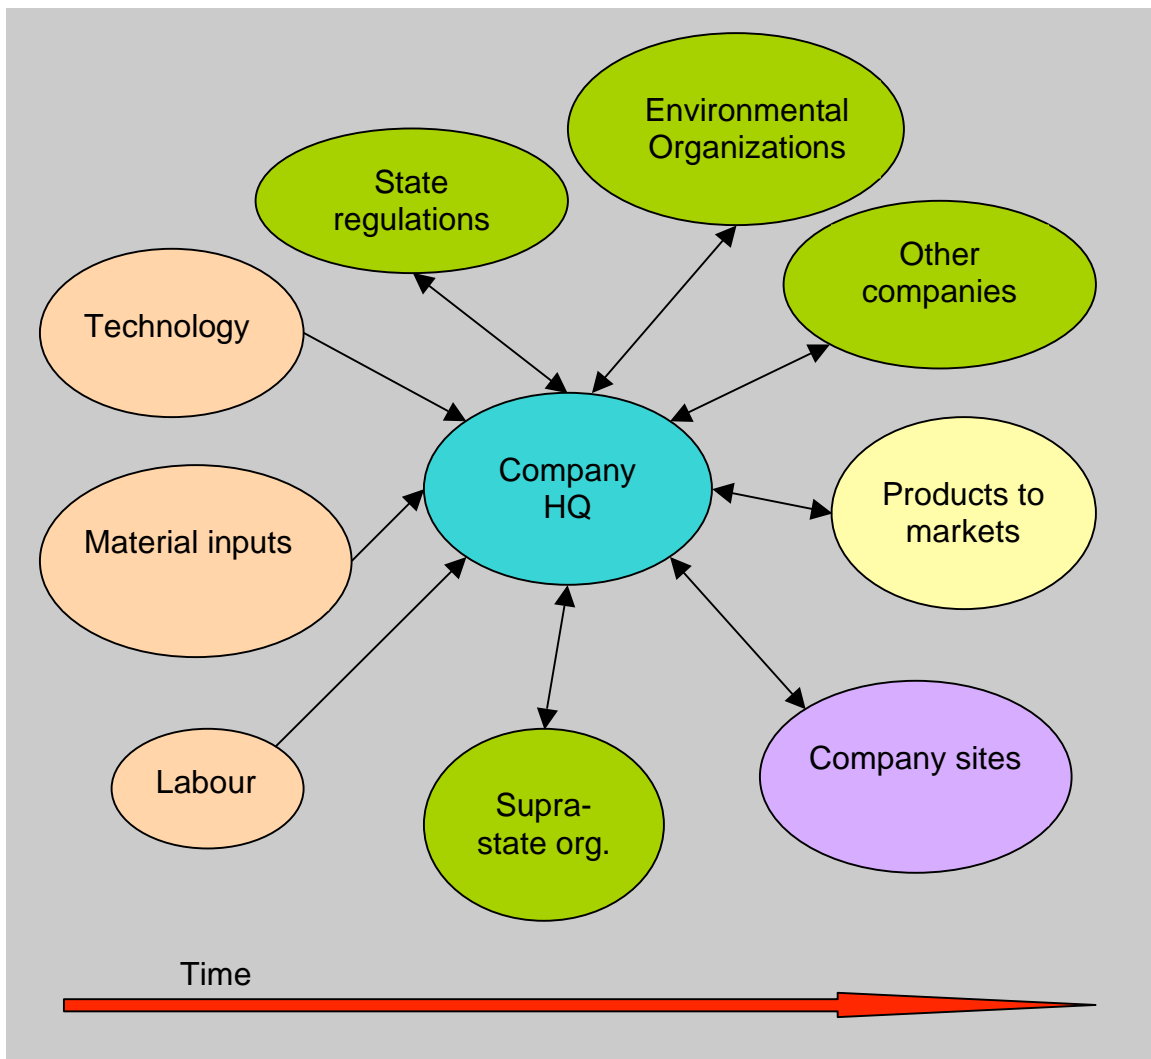 Environmental
Organizations
State
regulations
Other
companies
Technology
Company
HQ
Products to
markets
Material inputs
Company sites
Labour
Supra-
state org.
Time